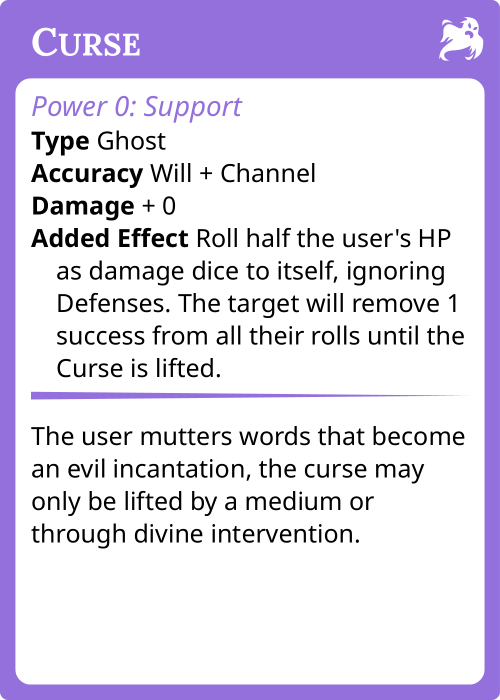 CURSE
Power 0: Support
Type Ghost
Accuracy Will + Channel
Damage + 0
Added Effect Roll half the user's HP
as damage dice to itself, ignoring
Defenses. The target will remove 1
success from all their rolls until the
Curse is lifted.
The user mutters words that become
an evil incantation, the curse may
only be lifted by a medium or
through divine intervention.